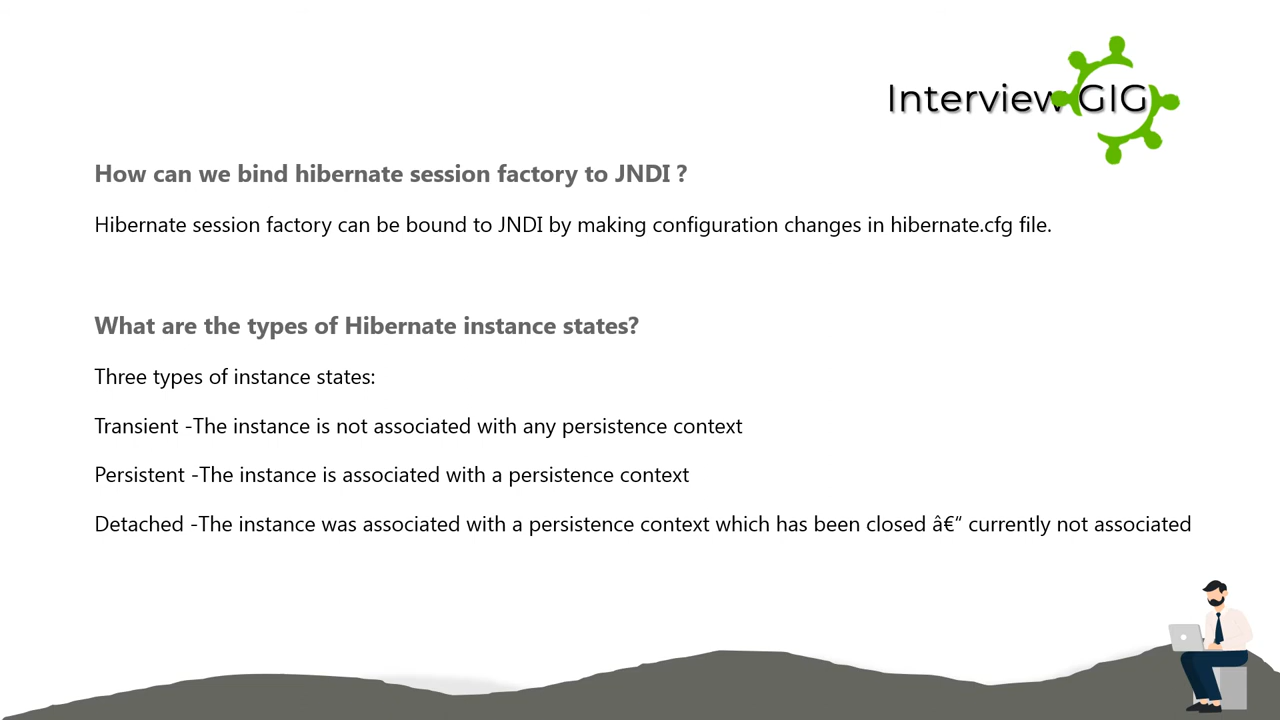 Interview GIG
How can we bind hibernate session factory to JNDI ?
Hibernate session factory can be bound to JNDI by making configuration changes in hibernate.cfg file.
What are the types of Hibernate instance states?
Three types of instance states:
Transient -The instance is not associated with any persistence context
Persistent -The instance is associated with a persistence context
Detached -The instance was associated with a persistence context which has been closed â€“ currently not associated